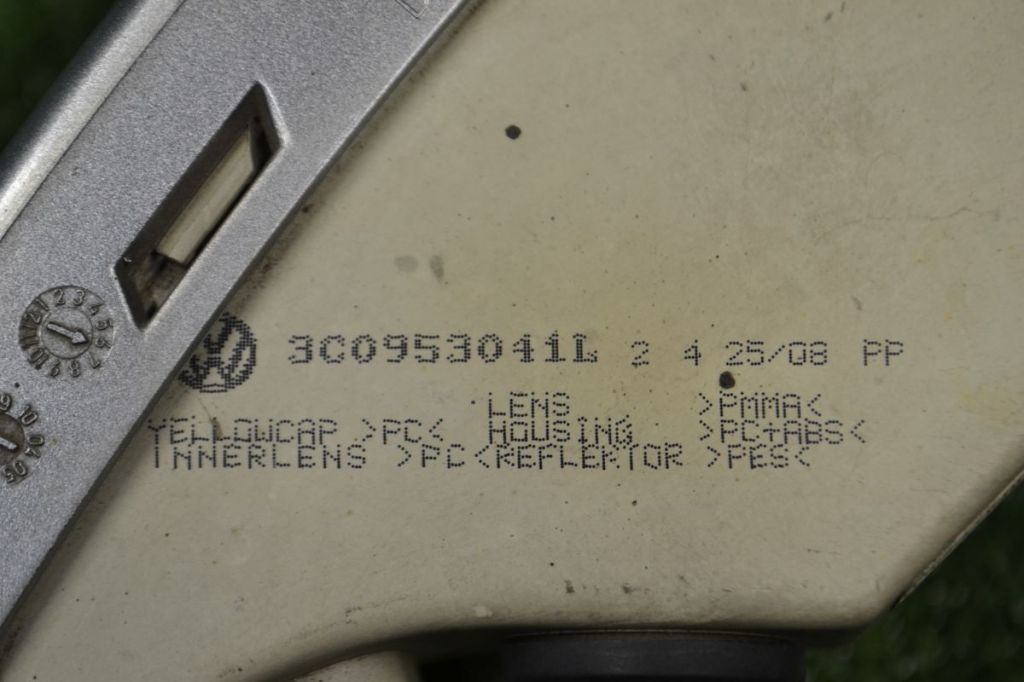 3C0953041L 2 4 25/08 PP
LENS >PMMA<
YELLOWCAP >PC< HOUSING >PC+ABS<
INNERLENS >PC<REFLEKTOR >PES<